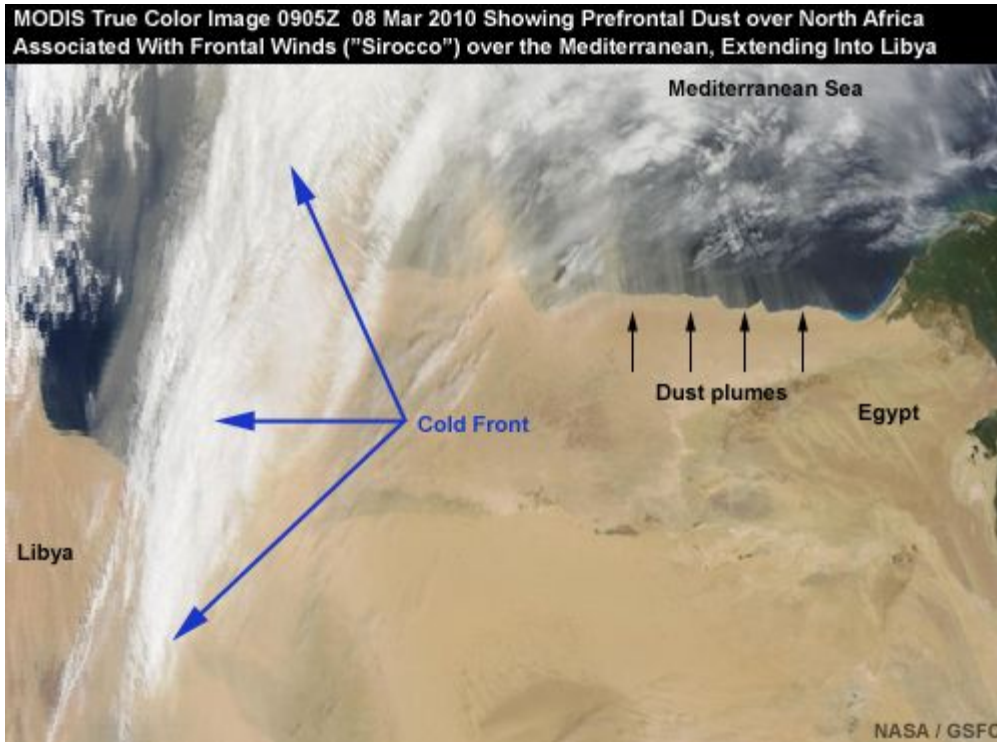 MODIS True Color Image 0905Z 08 Mar 2010 Showing Prefrontal Dust over North Africa
Associated With Frontal Winds ("Sirocco") over the Mediterranean, Extending Into Libya
Mediterranean Sea
Dust plumes
Egypt
Cold Front
Libya
NASA / GSFC